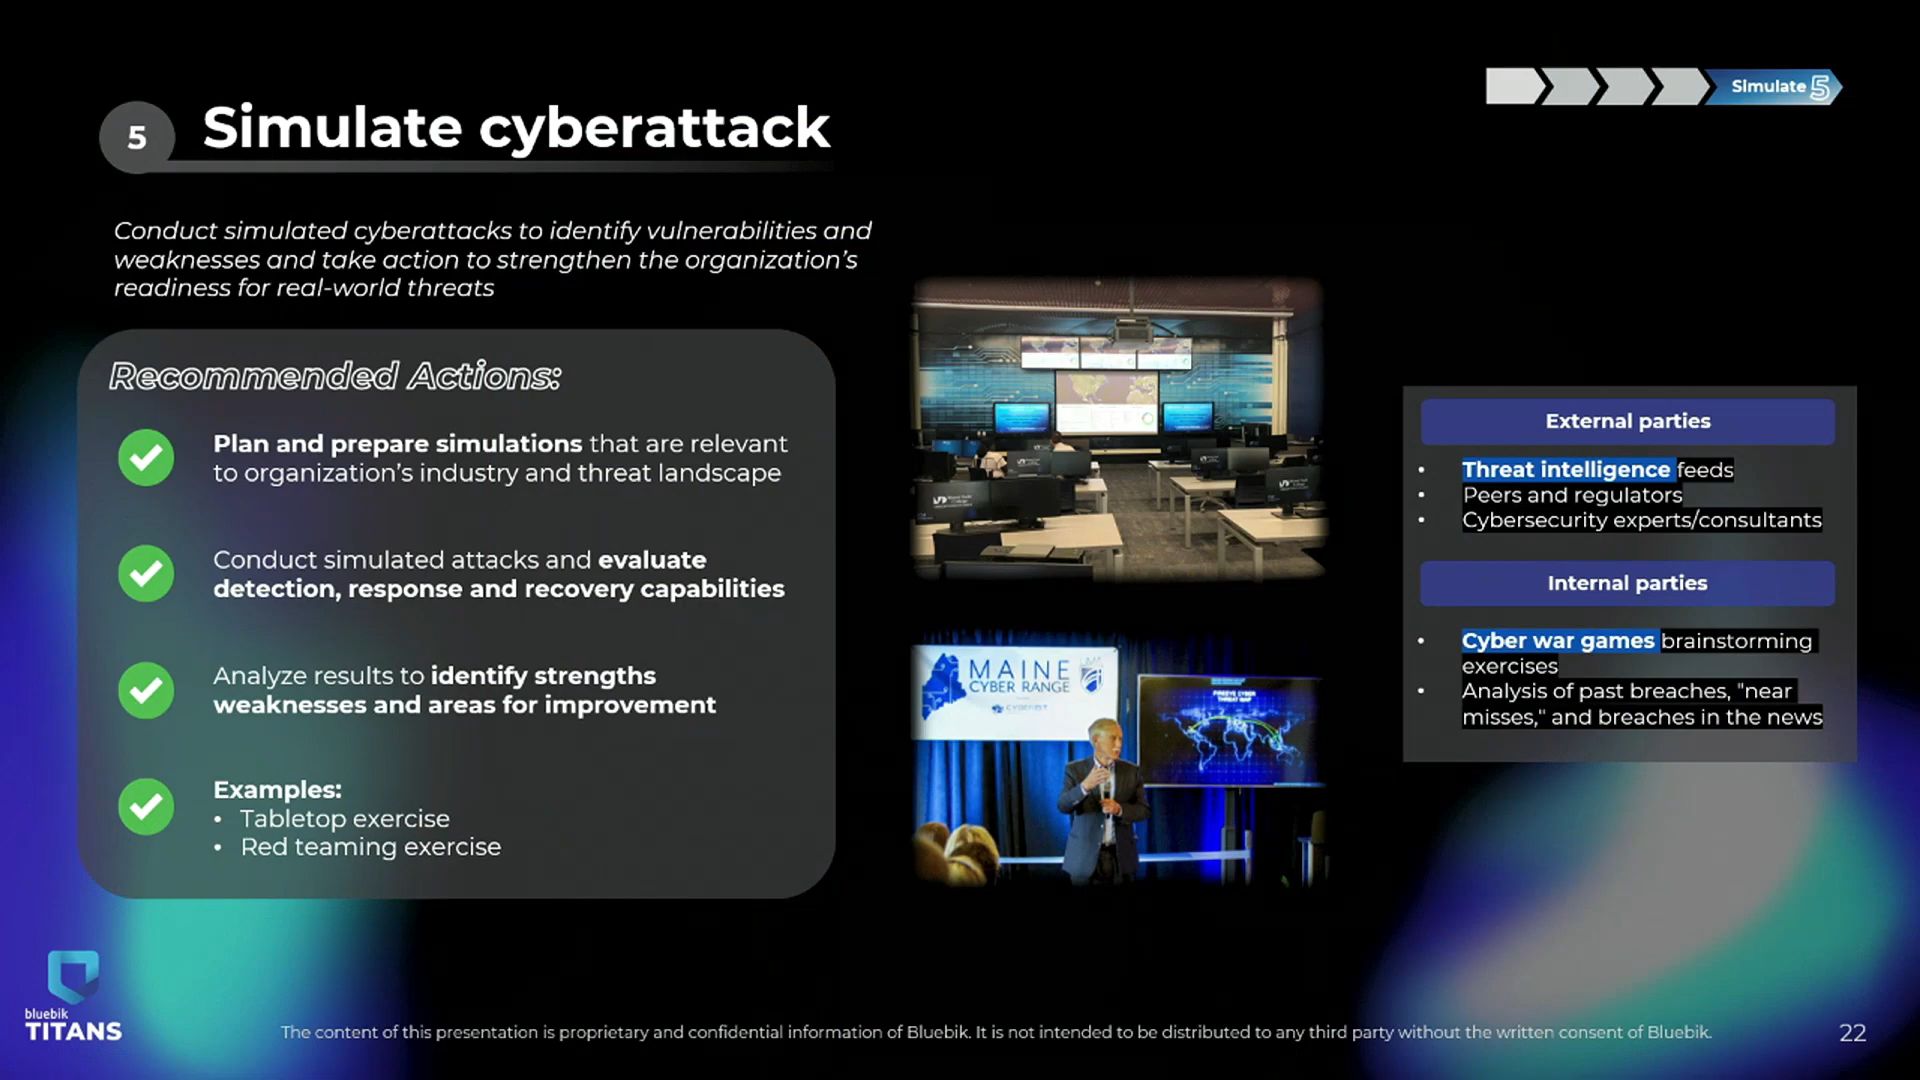 Simulate 5
5
Simulate cyberattack
Conduct simulated cyberattacks to identify vulnerabilities and
weaknesses and take action to strengthen the organization's
readiness for real-world threats
Recommended Actions:
Plan and prepare simulations that are relevant
to organization's industry and threat landscape
Conduct simulated attacks and evaluate
detection, response and recovery capabilities
Analyze results to identify strengths
weaknesses and areas for improvement
Examples:
• Tabletop exercise
• Red teaming exercise
MAINE
CYBER RANGE
CYBERBIT
FIREEYE CYBER
THREAT MAP
External parties
• Threat intelligence feeds
• Peers and regulators
• Cybersecurity experts/consultants
Internal parties
• Cyber war games brainstorming
exercises
• Analysis of past breaches, "near
misses," and breaches in the news
bluebik
TITANS
The content of this presentation is proprietary and confidential information of Bluebik. It is not intended to be distributed to any third party without the written consent of Bluebik.
22